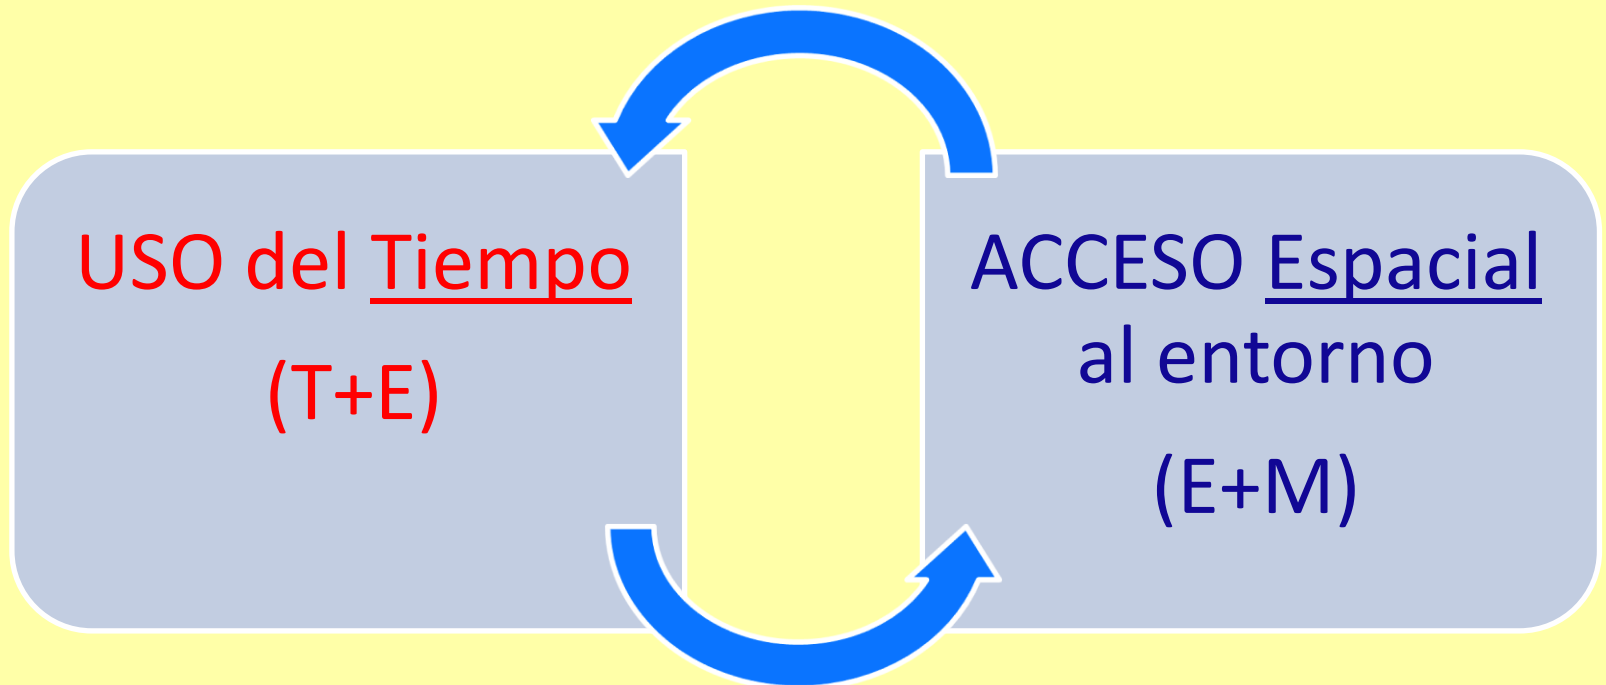 USO del Tiempo
(T+E)
ACCESO Espacial
al entorno
(E+M)